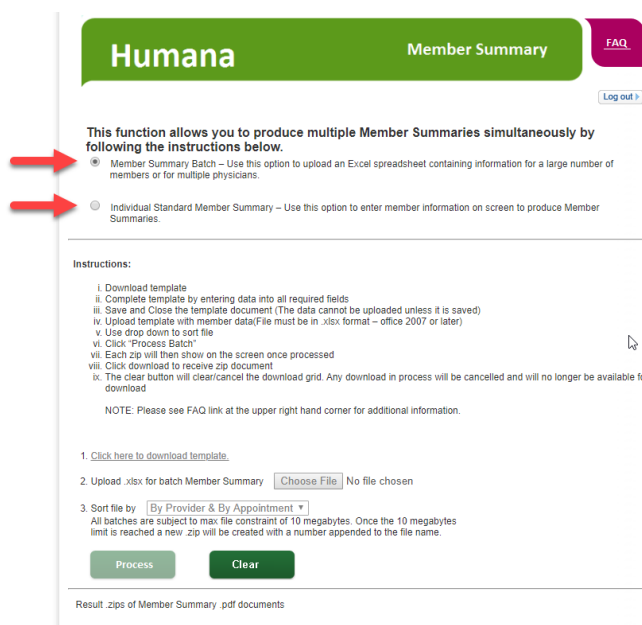 Humana
Member Summary
FAQ
Log out
This function allows you to produce multiple Member Summaries simultaneously by
following the instructions below.
Member Summary Batch – Use this option to upload an Excel spreadsheet containing information for a large number of
members or for multiple physicians.
Individual Standard Member Summary – Use this option to enter member information on screen to produce Member
Summaries.
Instructions:
i. Download template
ii. Complete template by entering data into all required fields
iii. Save and Close the template document (The data cannot be uploaded unless it is saved)
iv. Upload template with member data(File must be in .xlsx format – office 2007 or later)
v. Use drop down to sort file
vi. Click “Process Batch”
vii. Each zip will then show on the screen once processed
viii. Click download to receive zip document
ix. The clear button will clear/cancel the download grid. Any download in process will be cancelled and will no longer be available fo
download
NOTE: Please see FAQ link at the upper right hand corner for additional information.
1. Click here to download template.
2. Upload .xlsx for batch Member Summary Choose File No file chosen
3. Sort file by By Provider & By Appointment
All batches are subject to max file constraint of 10 megabytes. Once the 10 megabytes
limit is reached a new .zip will be created with a number appended to the file name.
Process Clear
Result .zips of Member Summary .pdf documents